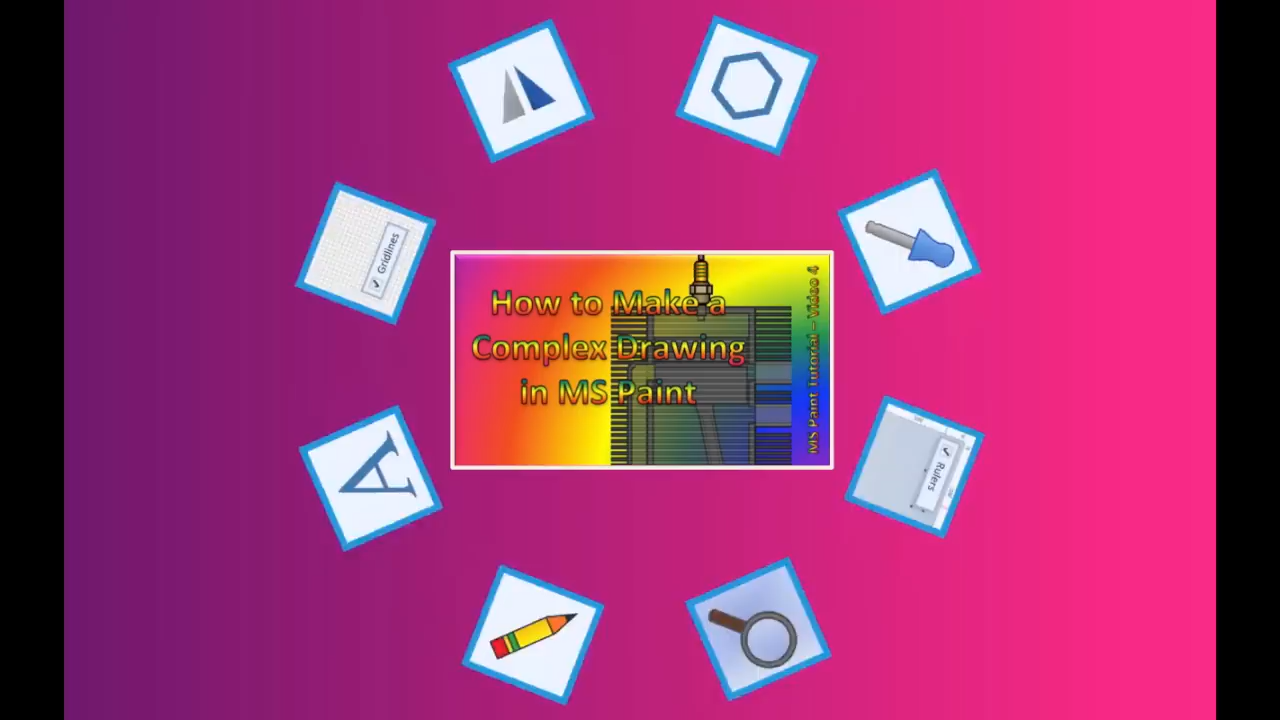 Gridlines
How to Make a
Complex Drawing
in MS Paint
MS Paint Tutorial – Video 4
A
Rulers